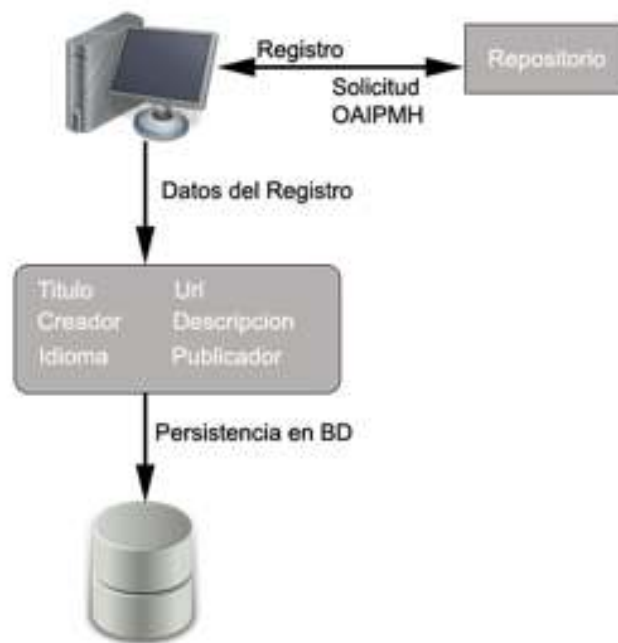 Registro
Repositorio
Solicitud
OAIPMH
Datos del Registro
Titulo Url
Creador Descripcion
Idioma Publicador
Persistencia en BD